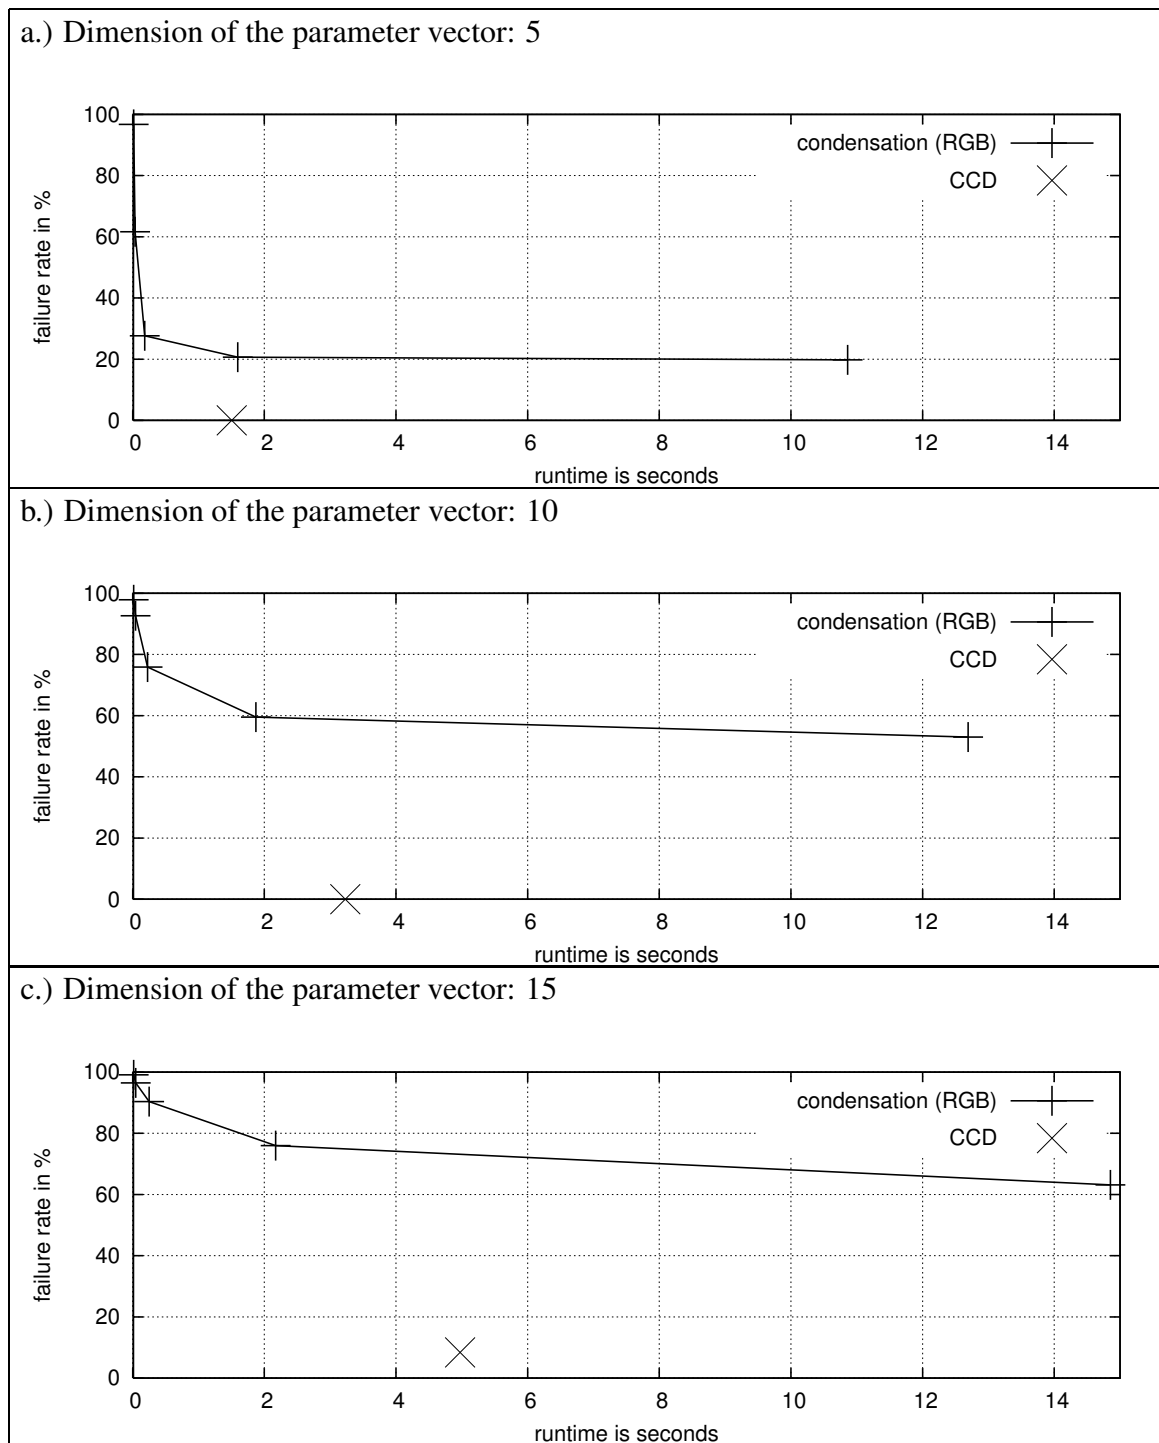 a.) Dimension of the parameter vector: 5
100
80
60
40
20
0
failure rate in %
condensation (RGB)
CCD
0 2 4 6 8 10 12 14
runtime is seconds
b.) Dimension of the parameter vector: 10
100
80
60
40
20
0
failure rate in %
condensation (RGB)
CCD
0 2 4 6 8 10 12 14
runtime is seconds
c.) Dimension of the parameter vector: 15
100
80
60
40
20
0
failure rate in %
condensation (RGB)
CCD
0 2 4 6 8 10 12 14
runtime is seconds